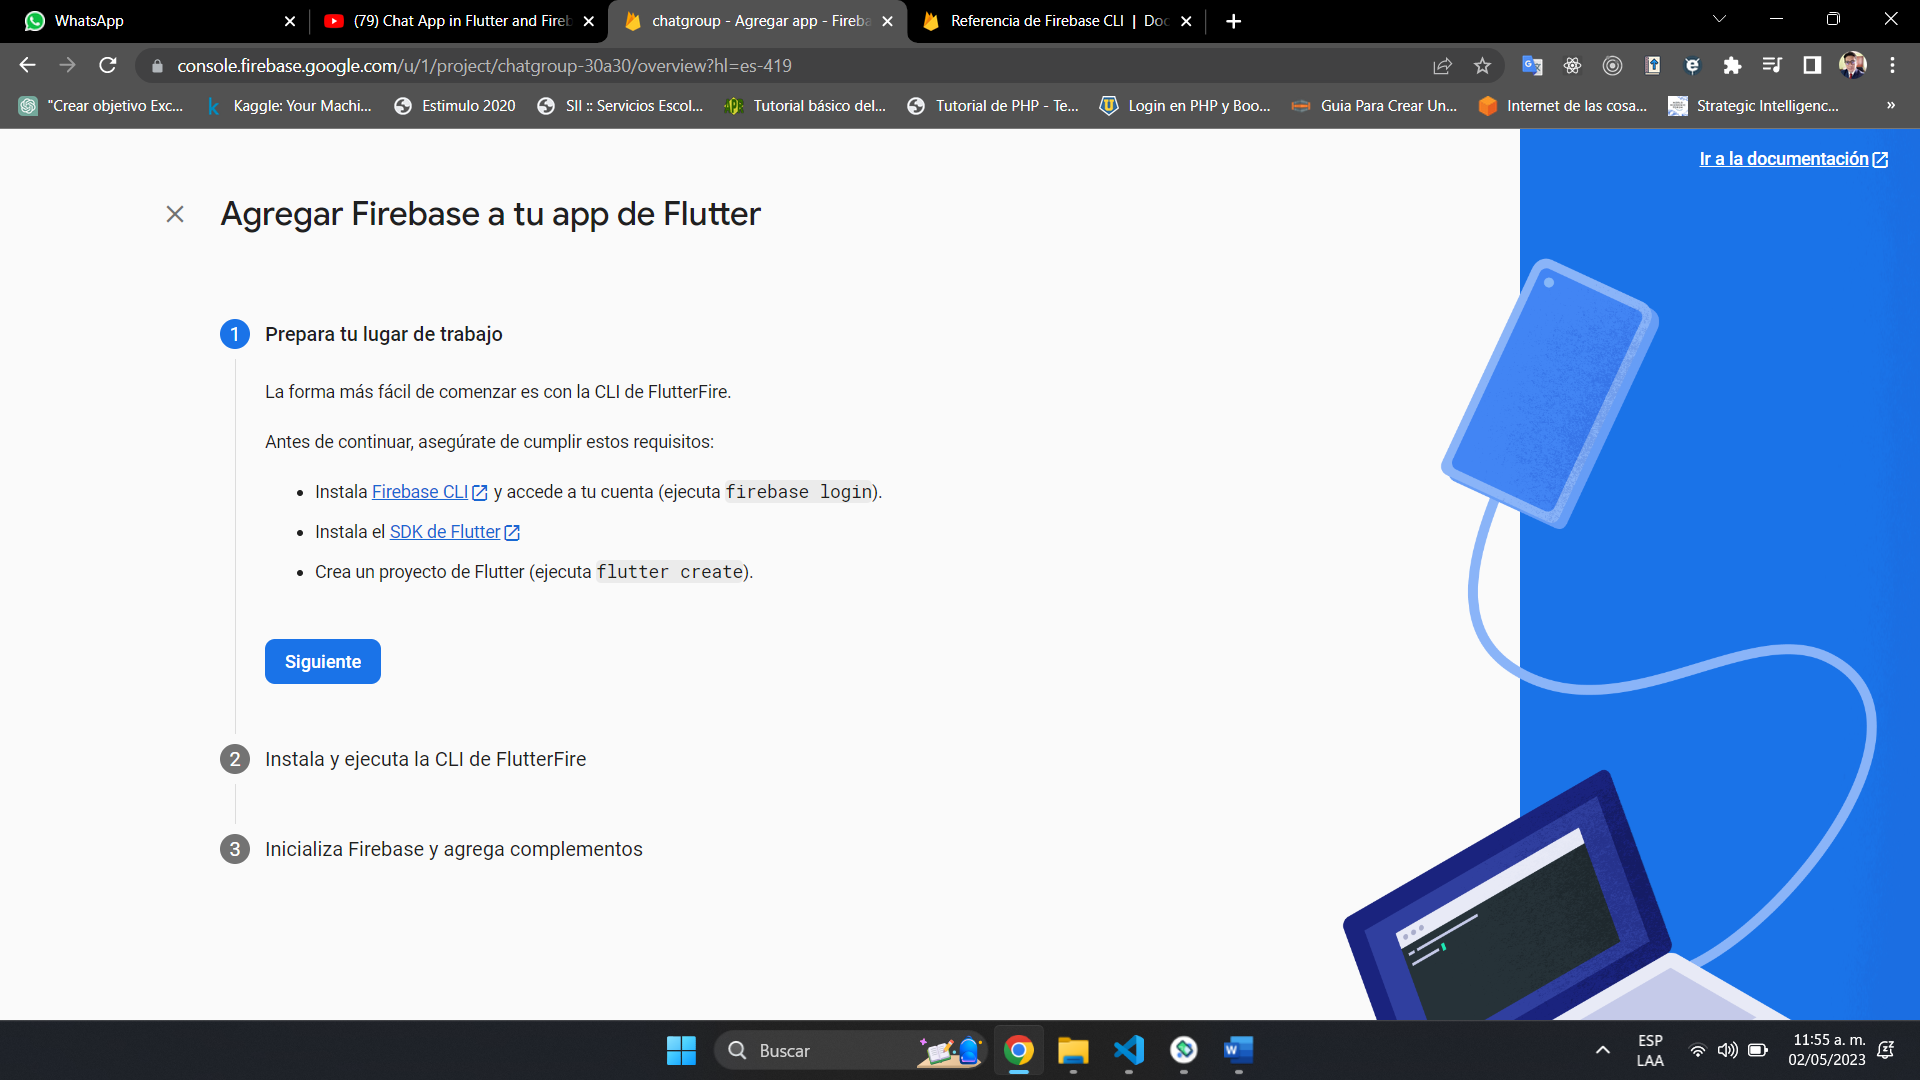 WhatsApp
(79) Chat App in Flutter and Fireb
chatgroup - Agregar app - Fireba
Referencia de Firebase CLI | Doc
console.firebase.google.com/u/1/project/chatgroup-30a30/overview?hl=es-419
"Crear objetivo Exc...
Kaggle: Your Machi...
Estimulo 2020
SII :: Servicios Escol...
Tutorial básico del...
Tutorial de PHP - Te...
Login en PHP y Boo...
Guia Para Crear Un...
Internet de las cosa...
Strategic Intelligenc...
»
Ir a la documentación
Agregar Firebase a tu app de Flutter
1 Prepara tu lugar de trabajo
La forma más fácil de comenzar es con la CLI de FlutterFire.
Antes de continuar, asegúrate de cumplir estos requisitos:
• Instala Firebase CLI y accede a tu cuenta (ejecuta firebase login).
• Instala el SDK de Flutter
• Crea un proyecto de Flutter (ejecuta flutter create).
Siguiente
2 Instala y ejecuta la CLI de FlutterFire
3 Inicializa Firebase y agrega complementos
Buscar
ESP
LAA
11:55 a. m.
02/05/2023